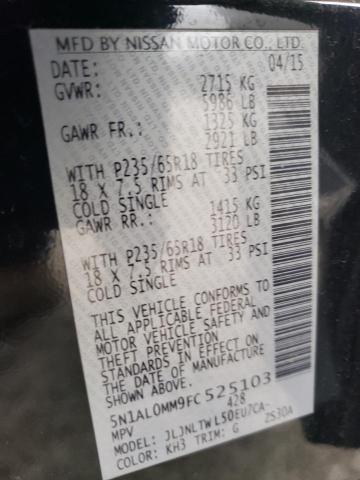 MFD BY NISSAN MOTOR CO., LTD.
DATE: 04/15
GVWR: 2715 KG
5986 LB
GAWR FR.: 1325 KG
2921 LB
WITH P235/65R18 TIRES
18 X 7.5 RIMS AT 33 PSI
COLD SINGLE
GAWR RR.: 1415 KG
3120 LB
WITH P235/65R18 TIRES
18 X 7.5 RIMS AT 33 PSI
COLD SINGLE
THIS VEHICLE CONFORMS TO
ALL APPLICABLE FEDERAL
MOTOR VEHICLE SAFETY AND
THEFT PREVENTION
STANDARDS IN EFFECT ON
THE DATE OF MANUFACTURE
5N1AL0MM9FC525103
MPV 428
JLJNLTWL50EU7CA-
COLOR: KH3 TRIM: G 2S30A